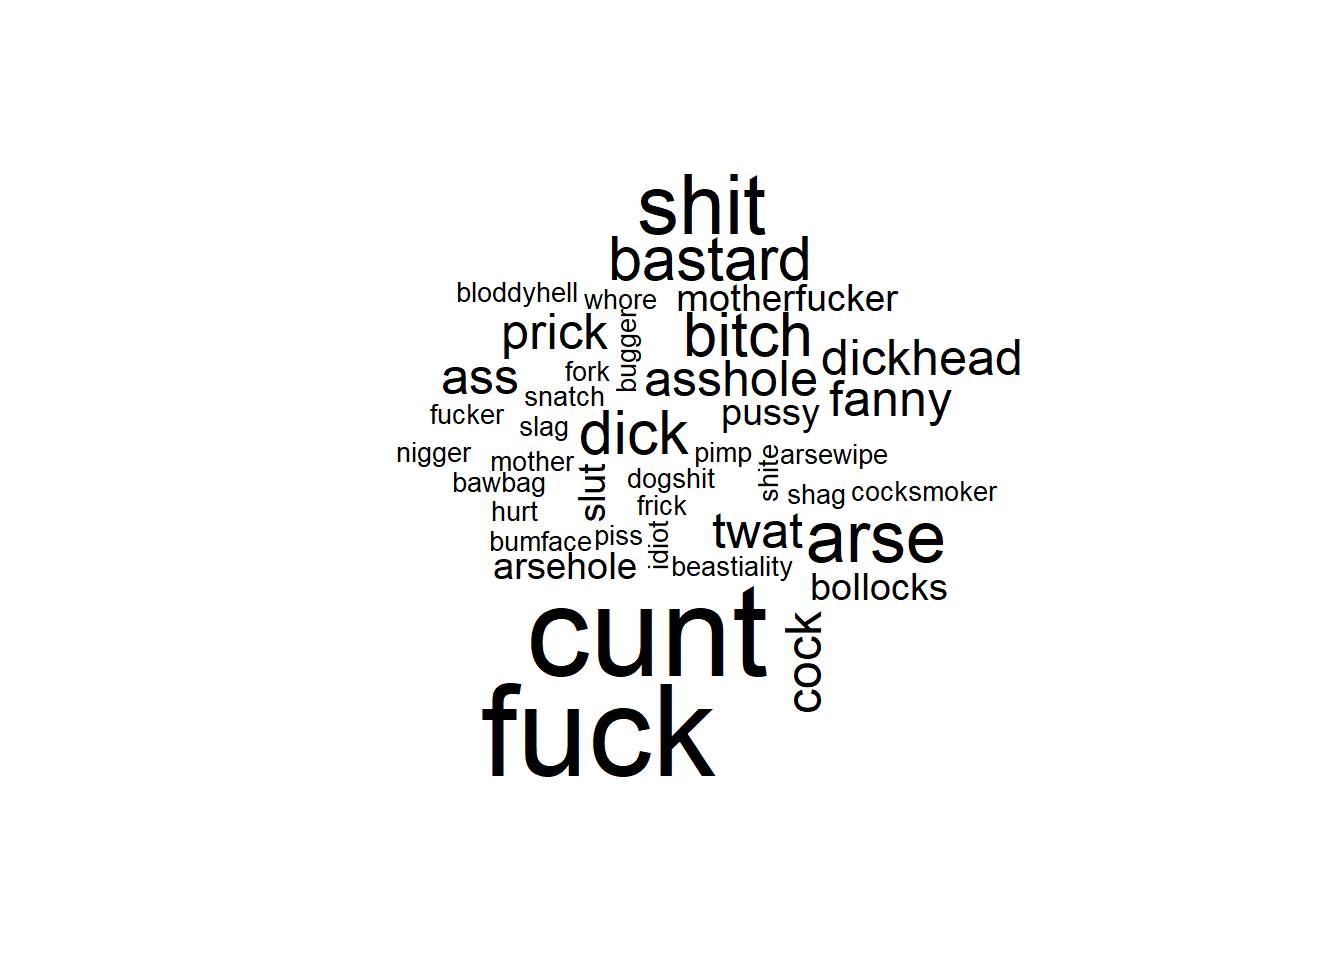 shit
bastard
bloddyhell
whore
motherfucker
prick
bugger
bitch
dickhead
ass
fork
asshole
snatch
fanny
fucker
slag
dick
pussy
nigger
mother
pimp
shite
arsewipe
bawbag
slut
dogshit
shag
cocksmoker
hurt
frick
bumface
piss
idiot
twat
arse
arsehole
beastiality
bollocks
cunt
cock
fuck